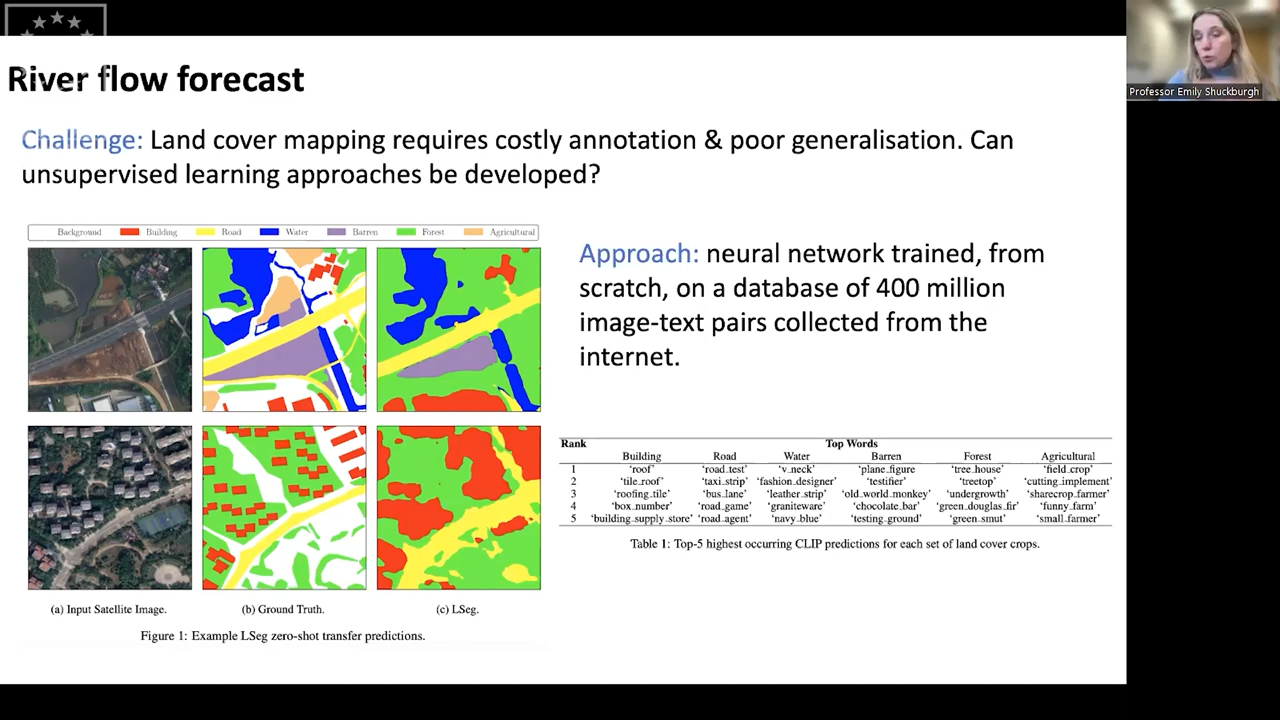 River flow forecast
Professor Emily Shuckburgh
Challenge: Land cover mapping requires costly annotation & poor generalisation. Can
unsupervised learning approaches be developed?
Background Building Road Water Barren Forest Agricultural
Approach: neural network trained, from
scratch, on a database of 400 million
image-text pairs collected from the
internet.
(a) Input Satellite Image. (b) Ground Truth. (c) LSeg.
Figure 1: Example LSeg zero-shot transfer predictions.
Rank Top Words
Building Road Water Barren Forest Agricultural
1 'roof' 'road_test' 'v_neck' 'plane_figure 'tree_house' 'field_crop'
2 'tile_roof' 'taxi_strip' 'fashion_designer' 'testifier' 'treetop' 'cutting_implement'
3 'roofing_tile' 'bus_lane' 'leather_strip' 'old_world_monkey' 'undergrowth' 'sharecrop_farmer'
4 'box_number' 'road_game' 'graniteware' 'chocolate_bar' 'green_douglas_fir' 'funny_farm'
5 'building_supply_store' 'road_agent' 'navy_blue' 'testing_ground' 'green_smut' 'small_farmer'
Table 1: Top-5 highest occurring CLIP predictions for each set of land cover crops.